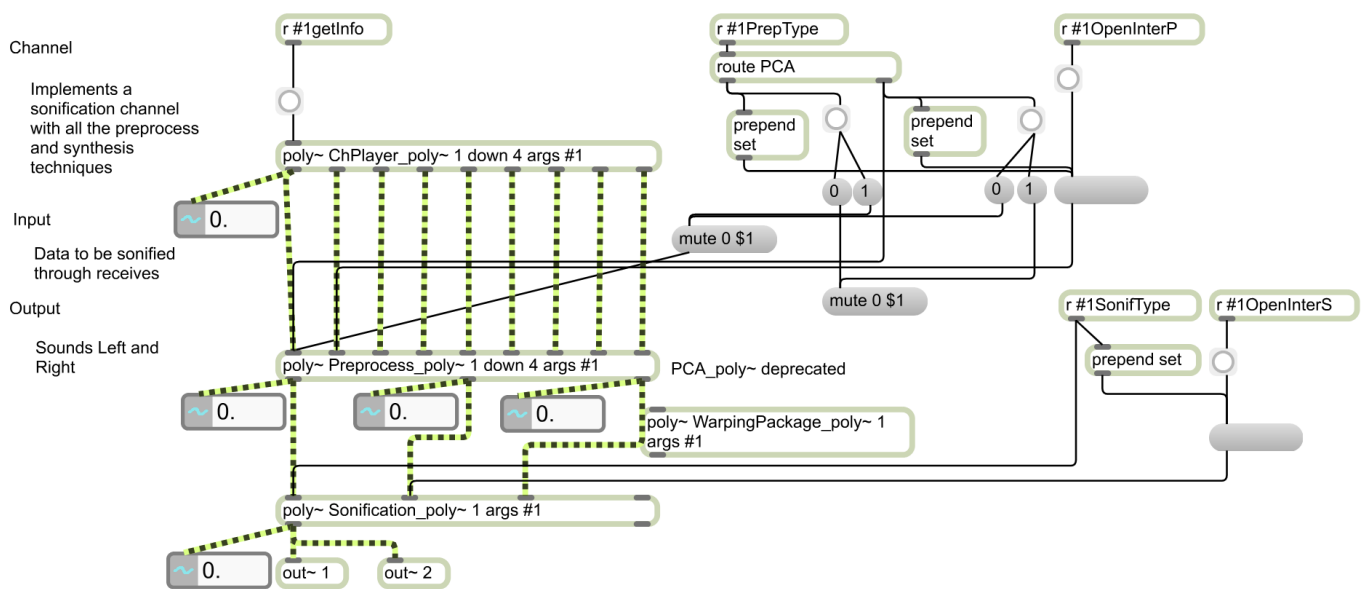 r #1getInfo
r #1PrepType
r #1OpenInterP
Channel
route PCA
Implements a
sonification channel
with all the preprocess
and synthesis
techniques
prepend
set
prepend
set
poly~ ChPlayer_poly~ 1 down 4 args #1
0
1
0
1
Input
~ 0.
mute 0 $1
Data to be sonified
through receives
mute 0 $1
Output
r #1SonifType
r #1OpenInterS
Sounds Left and
Right
poly~ Preprocess_poly~ 1 down 4 args #1
PCA_poly~ deprecated
prepend set
~ 0.
~ 0.
~ 0.
poly~ WarpingPackage_poly~ 1
args #1
poly~ Sonification_poly~ 1 args #1
~ 0.
out~ 1
out~ 2